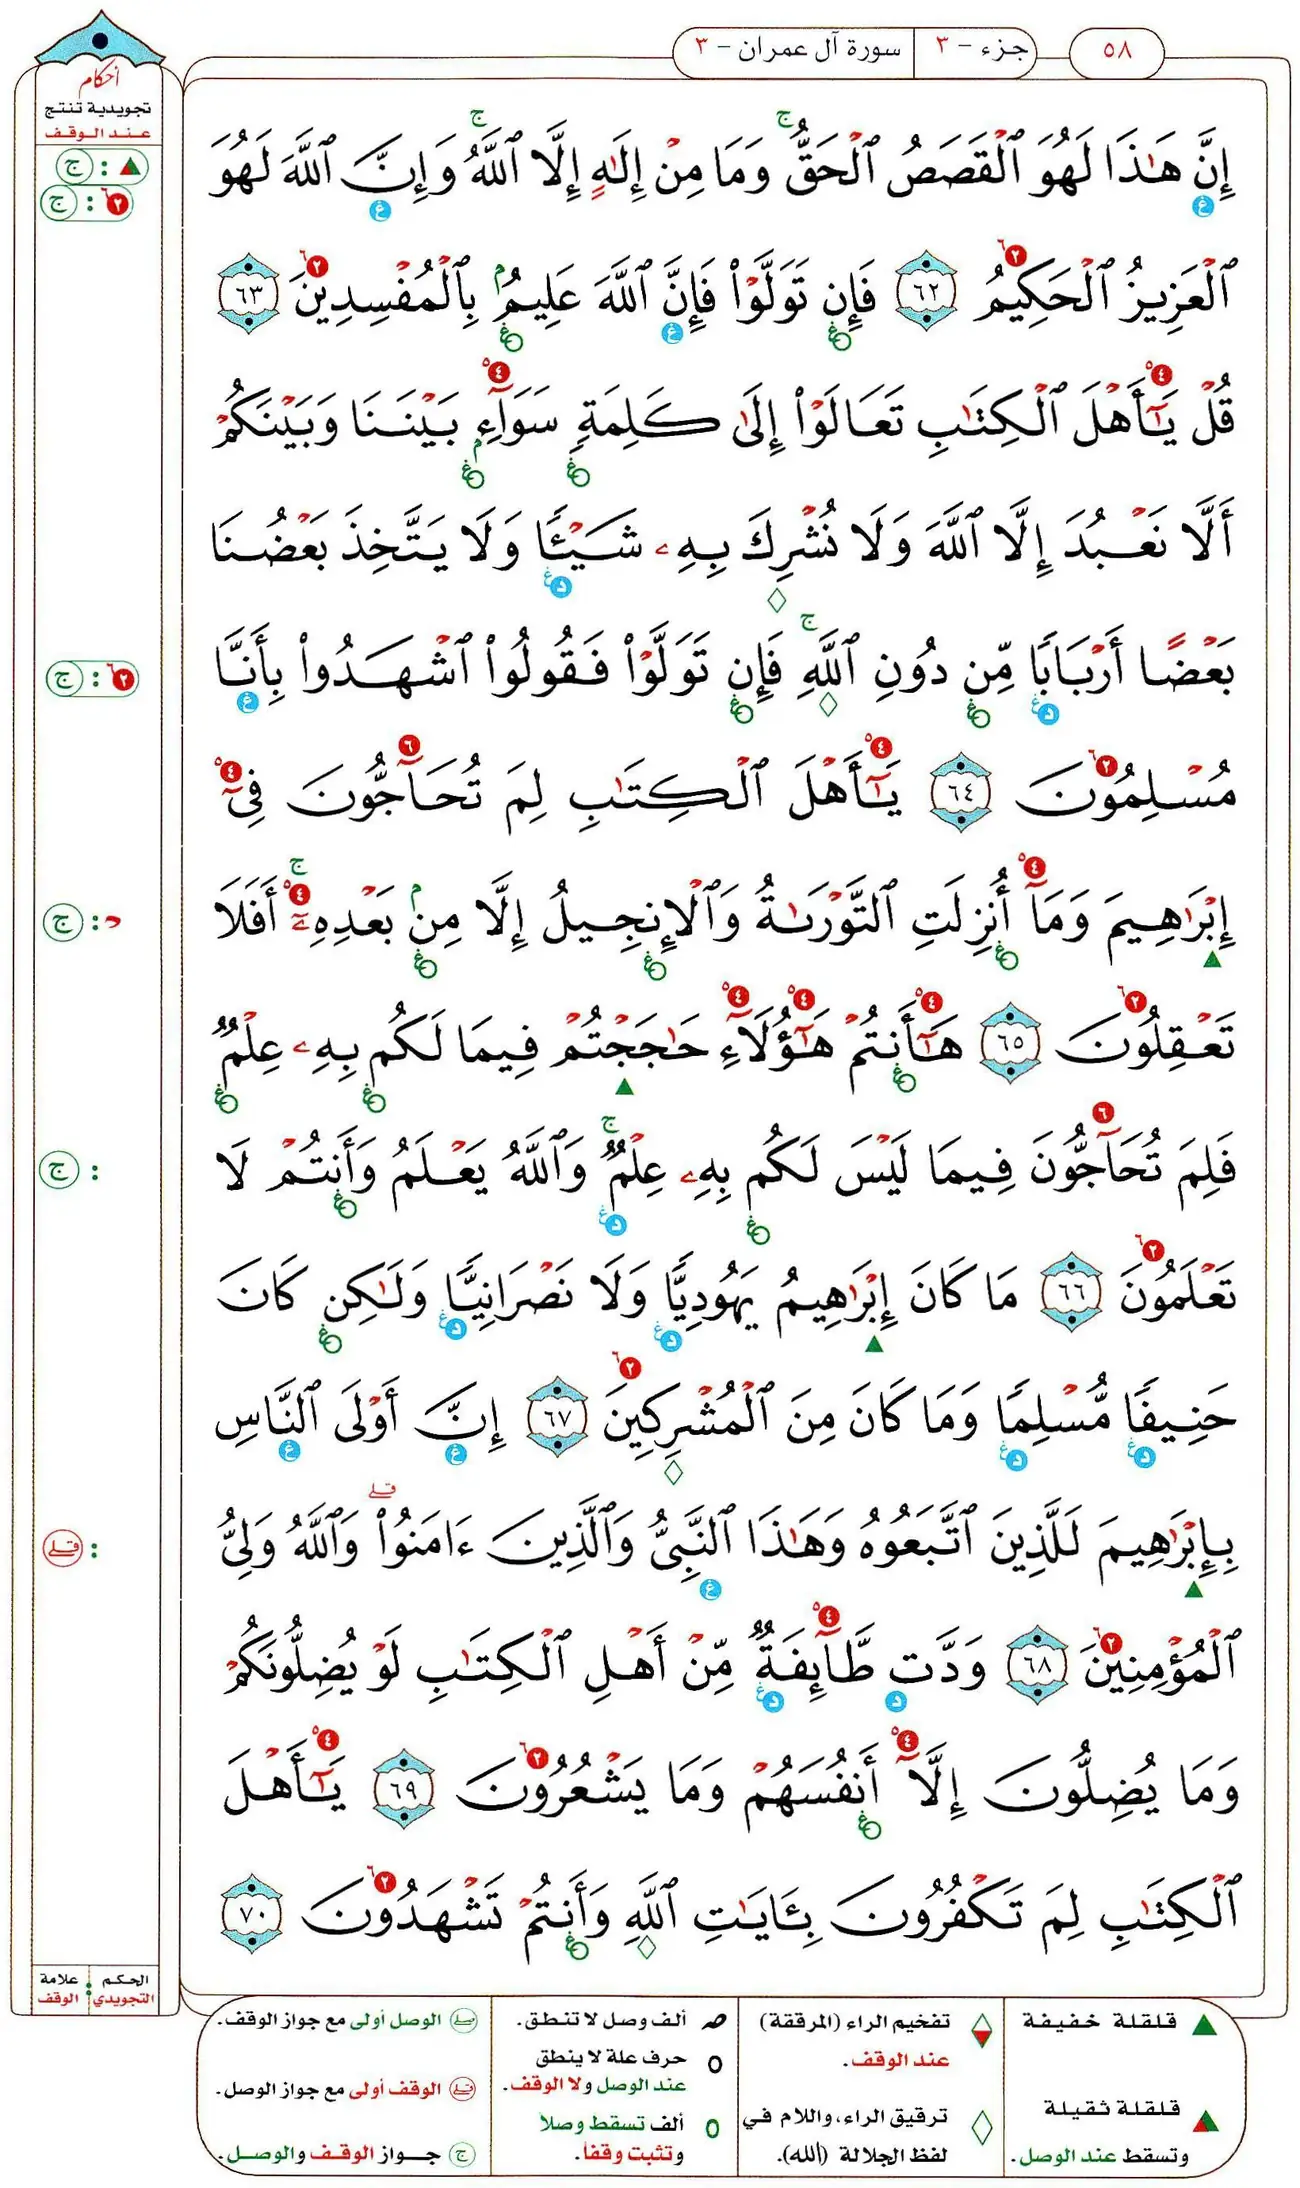 ٥٨
جزء - ٣
سورة آل عمران - ٣
أحكام
تجويدية تنتج
عند الوقف
إِنَّ هَٰذَا لَهُوَ ٱلْقَصَصُ ٱلْحَقُّ ۚ وَمَا مِنْ إِلَٰهٍ إِلَّا ٱللَّهُ ۚ وَإِنَّ ٱللَّهَ لَهُوَ
ٱلْعَزِيزُ ٱلْحَكِيمُ ٦٢ فَإِن تَوَلَّوْا۟ فَإِنَّ ٱللَّهَ عَلِيمٌۢ بِٱلْمُفْسِدِينَ ٦٣
قُلْ يَٰٓأَهْلَ ٱلْكِتَٰبِ تَعَالَوْا۟ إِلَىٰ كَلِمَةٍ سَوَآءٍۭ بَيْنَنَا وَبَيْنَكُمْ
أَلَّا نَعْبُدَ إِلَّا ٱللَّهَ وَلَا نُشْرِكَ بِهِۦ شَيْـًٔا وَلَا يَتَّخِذَ بَعْضُنَا
بَعْضًا أَرْبَابًا مِّن دُونِ ٱللَّهِ ۚ فَإِن تَوَلَّوْا۟ فَقُولُوا۟ ٱشْهَدُوا۟ بِأَنَّا
مُسْلِمُونَ ٦٤ يَٰٓأَهْلَ ٱلْكِتَٰبِ لِمَ تُحَآجُّونَ فِىٓ
إِبْرَٰهِيمَ وَمَآ أُنزِلَتِ ٱلتَّوْرَىٰةُ وَٱلْإِنجِيلُ إِلَّا مِنۢ بَعْدِهِۦٓ ۚ أَفَلَا
تَعْقِلُونَ ٦٥ هَٰٓأَنتُمْ هَٰٓؤُلَآءِ حَٰجَجْتُمْ فِيمَا لَكُم بِهِۦ عِلْمٌ
فَلِمَ تُحَآجُّونَ فِيمَا لَيْسَ لَكُم بِهِۦ عِلْمٌ ۚ وَٱللَّهُ يَعْلَمُ وَأَنتُمْ لَا
تَعْلَمُونَ ٦٦ مَا كَانَ إِبْرَٰهِيمُ يَهُودِيًّا وَلَا نَصْرَانِيًّا وَلَٰكِن كَانَ
حَنِيفًا مُّسْلِمًا وَمَا كَانَ مِنَ ٱلْمُشْرِكِينَ ٦٧ إِنَّ أَوْلَى ٱلنَّاسِ
بِإِبْرَٰهِيمَ لَلَّذِينَ ٱتَّبَعُوهُ وَهَٰذَا ٱلنَّبِىُّ وَٱلَّذِينَ ءَامَنُوا۟ ۗ وَٱللَّهُ وَلِىُّ
ٱلْمُؤْمِنِينَ ٦٨ وَدَّت طَّآئِفَةٌ مِّنْ أَهْلِ ٱلْكِتَٰبِ لَوْ يُضِلُّونَكُمْ
وَمَا يُضِلُّونَ إِلَّآ أَنفُسَهُمْ وَمَا يَشْعُرُونَ ٦٩ يَٰٓأَهْلَ
ٱلْكِتَٰبِ لِمَ تَكْفُرُونَ بِـَٔايَٰتِ ٱللَّهِ وَأَنتُمْ تَشْهَدُونَ ٧٠
الحكم التجويدي : علامة الوقف
قلقلة خفيفة
قلقلة ثقيلة
وتسقط عند الوصل.
تفخيم الراء (المرققة)
عند الوقف.
ترقيق الراء، واللام في
لفظ الجلالة (الله).
ألف وصل لا تنطق.
حرف علة لا ينطق
عند الوصل ولا الوقف.
ألف تسقط وصلاً
وتثبت وقفاً.
الوصل أولى مع جواز الوقف.
الوقف أولى مع جواز الوصل.
جواز الوقف والوصل.